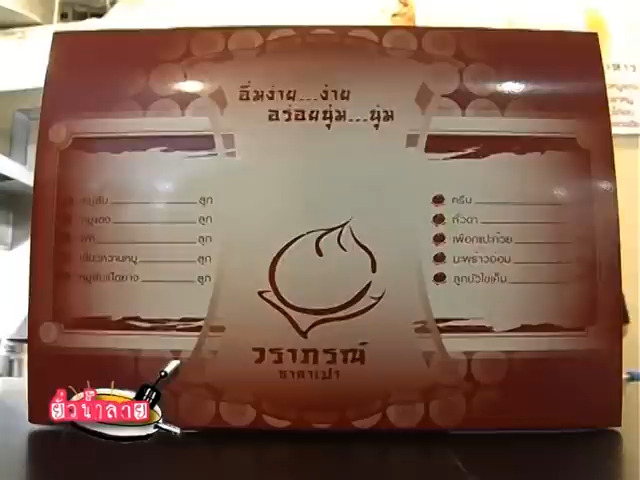 อิ่มง่าย...ง่าย
อร่อยนุ่ม...นุ่ม
หมูสับ ลูก
หมูแดง ลูก
ลูก
ลูก
ลูก
ครีม
ถั่วดำ
เผือกแปะก๊วย
มะพร้าวอ่อน
ลูกบัวไข่เค็ม
วราภรณ์
ซาลาเปา
ยั่วน้ำลาย